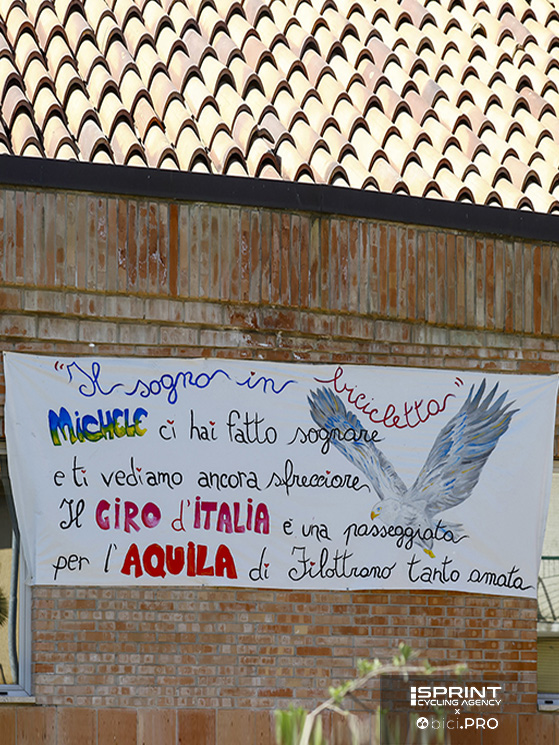 "Il sogno in bicicletta"
MICHELE ci hai fatto sognare
e ti vediamo ancora sfrecciare
Il GIRO d'ITALIA è una passeggiata
per l'AQUILA di Filottrano tanto amata
SPRINT
CYCLING AGENCY
x
bici.PRO